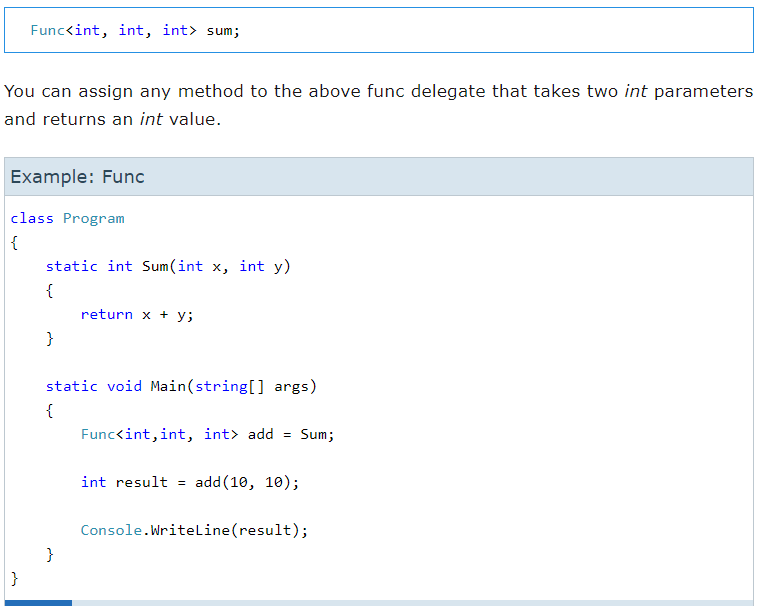 Func<int, int, int> sum;
You can assign any method to the above func delegate that takes two int parameters
and returns an int value.
Example: Func
class Program
{
    static int Sum(int x, int y)
    {
        return x + y;
    }
    static void Main(string[] args)
    {
        Func<int,int, int> add = Sum;
        int result = add(10, 10);
        Console.WriteLine(result);
    }
}